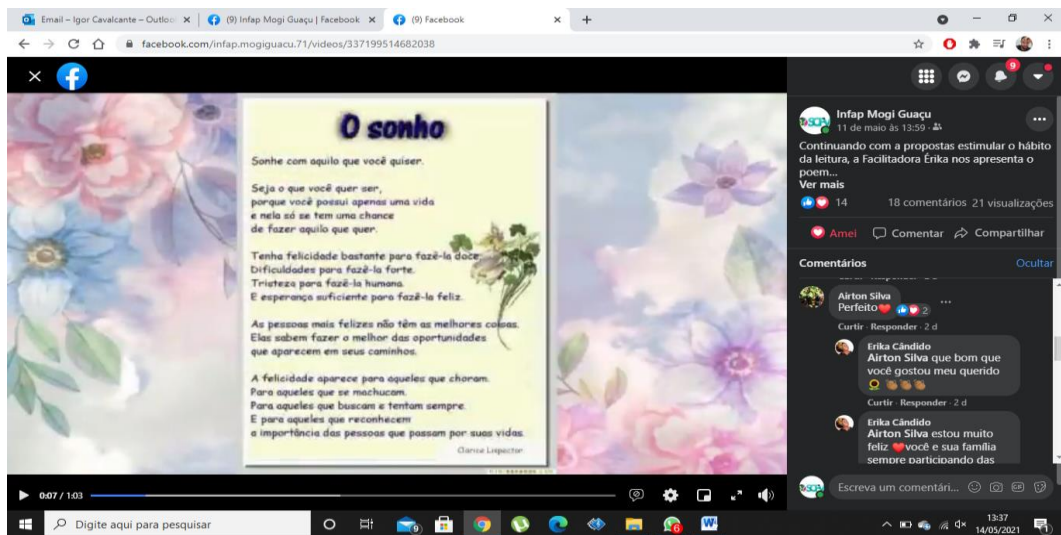 Email – Igor Cavalcante – Outloo
(9) Infap Mogi Guaçu | Facebook
(9) Facebook
facebook.com/infap.mogiguacu.71/videos/337199514682038
9
O sonho
Sonhe com aquilo que você quiser.
Seja o que você quer ser,
porque você possui apenas uma vida
e nela só se tem uma chance
de fazer aquilo que quer.
Tenha felicidade bastante para fazê-la doce.
Dificuldades para fazê-la forte.
Tristeza para fazê-la humana.
E esperança suficiente para fazê-la feliz.
As pessoas mais felizes não têm as melhores coisas.
Elas sabem fazer o melhor das oportunidades
que aparecem em seus caminhos.
A felicidade aparece para aqueles que choram.
Para aqueles que se machucam.
Para aqueles que buscam e tentam sempre.
E para aqueles que reconhecem
a importância das pessoas que passam por suas vidas.
Clarice Lispector
0:07 / 1:03
Infap Mogi Guaçu
11 de maio às 13:59 ·
Continuando com a propostas estimular o hábito
da leitura, a Facilitadora Érika nos apresenta o
poem...
Ver mais
14 18 comentários 21 visualizações
Amei Comentar Compartilhar
Comentários Ocultar
Airton Silva
Perfeito 2
Curtir · Responder · 2 d
Erika Cândido
Airton Silva que bom que
você gostou meu querido
Curtir · Responder · 2 d
Erika Cândido
Airton Silva estou muito
feliz você e sua família
sempre participando das
Escreva um comentári...
Digite aqui para pesquisar
9
6
13:37
14/05/2021